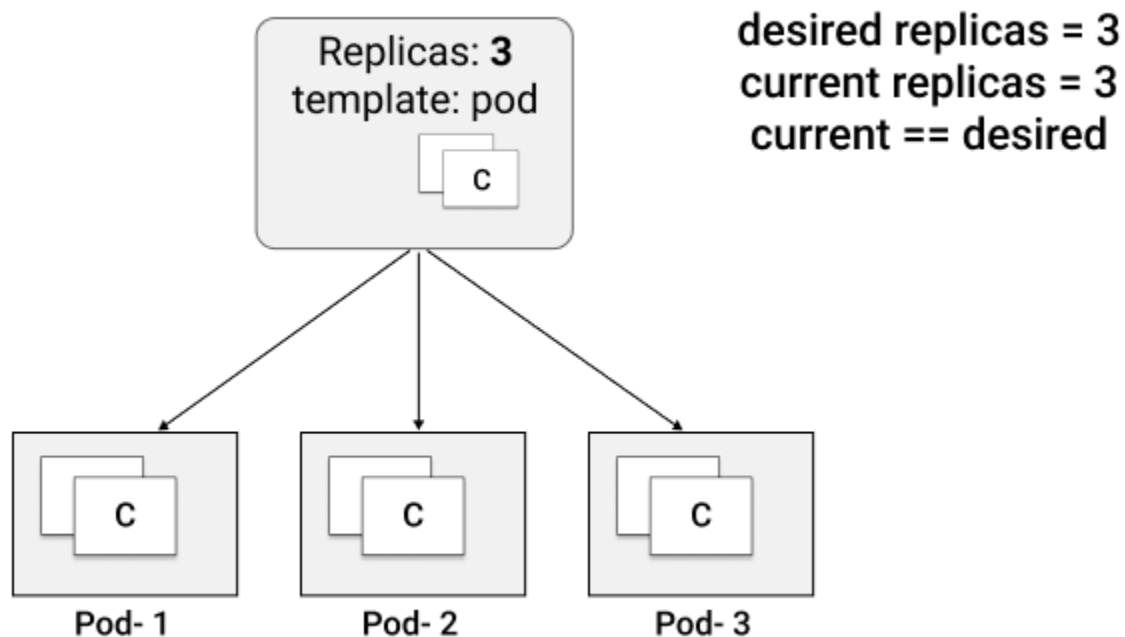 Replicas: 3
template: pod
C
desired replicas = 3
current replicas = 3
current == desired
C
C
C
Pod- 1
Pod- 2
Pod- 3